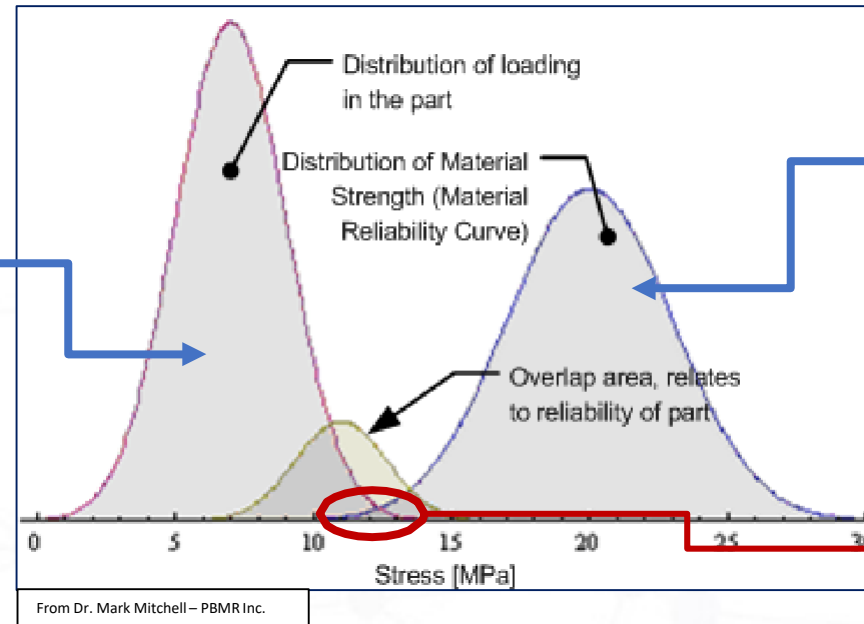 Distribution of loading
in the part
Distribution of Material
Strength (Material
Reliability Curve)
Overlap area, relates
to reliability of part
0 5 10 15 20 25
Stress [MPa]
From Dr. Mark Mitchell – PBMR Inc.